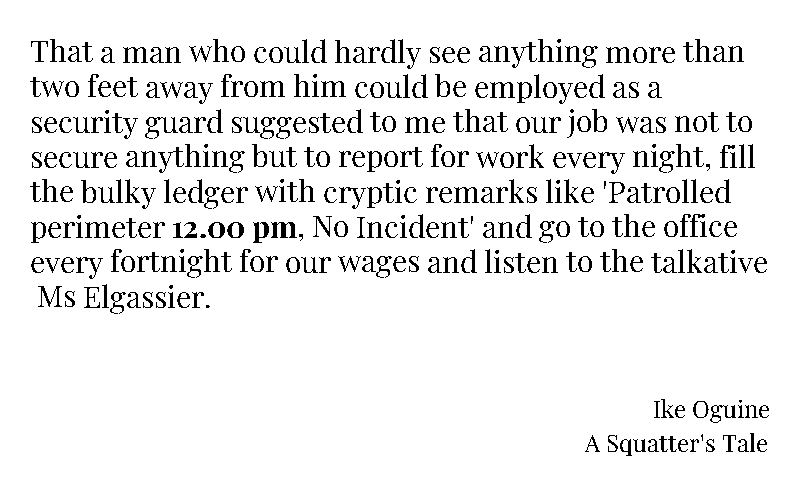 That a man who could hardly see anything more than
two feet away from him could be employed as a
security guard suggested to me that our job was not to
secure anything but to report for work every night, fill
the bulky ledger with cryptic remarks like 'Patrolled
perimeter 12.00 pm, No Incident' and go to the office
every fortnight for our wages and listen to the talkative
Ms Elgassier.
Ike Oguine
A Squatter's Tale